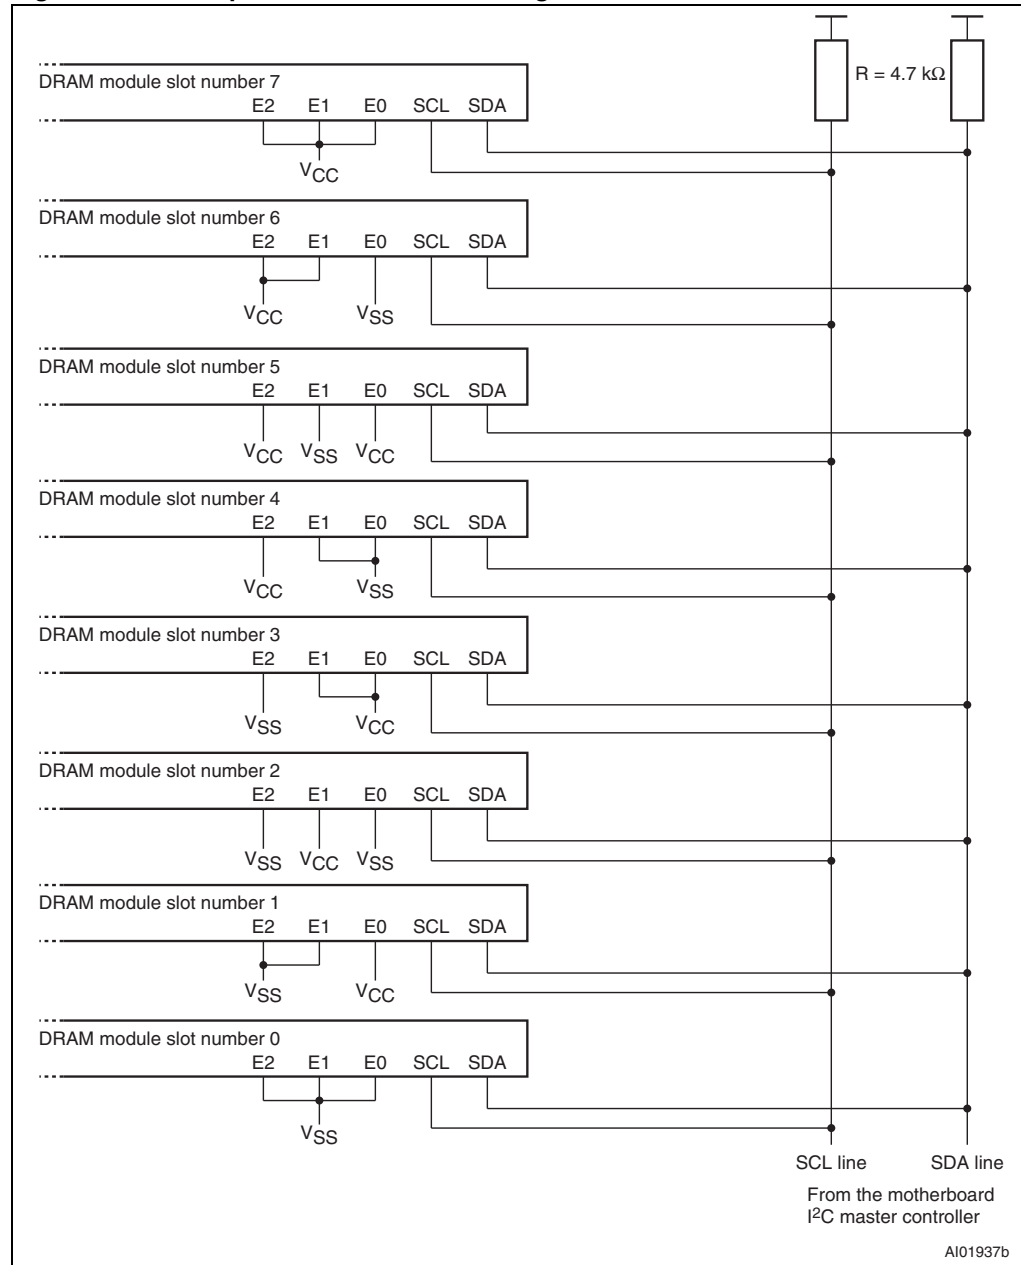 R = 4.7 kΩ
DRAM module slot number 7
E2 E1 E0 SCL SDA
VCC
DRAM module slot number 6
E2 E1 E0 SCL SDA
VCC VSS
DRAM module slot number 5
E2 E1 E0 SCL SDA
VCC VSS VCC
DRAM module slot number 4
E2 E1 E0 SCL SDA
VCC VSS
DRAM module slot number 3
E2 E1 E0 SCL SDA
VSS VCC
DRAM module slot number 2
E2 E1 E0 SCL SDA
VSS VCC VSS
DRAM module slot number 1
E2 E1 E0 SCL SDA
VSS VCC
DRAM module slot number 0
E2 E1 E0 SCL SDA
VSS
SCL line SDA line
From the motherboard
I²C master controller
AI01937b